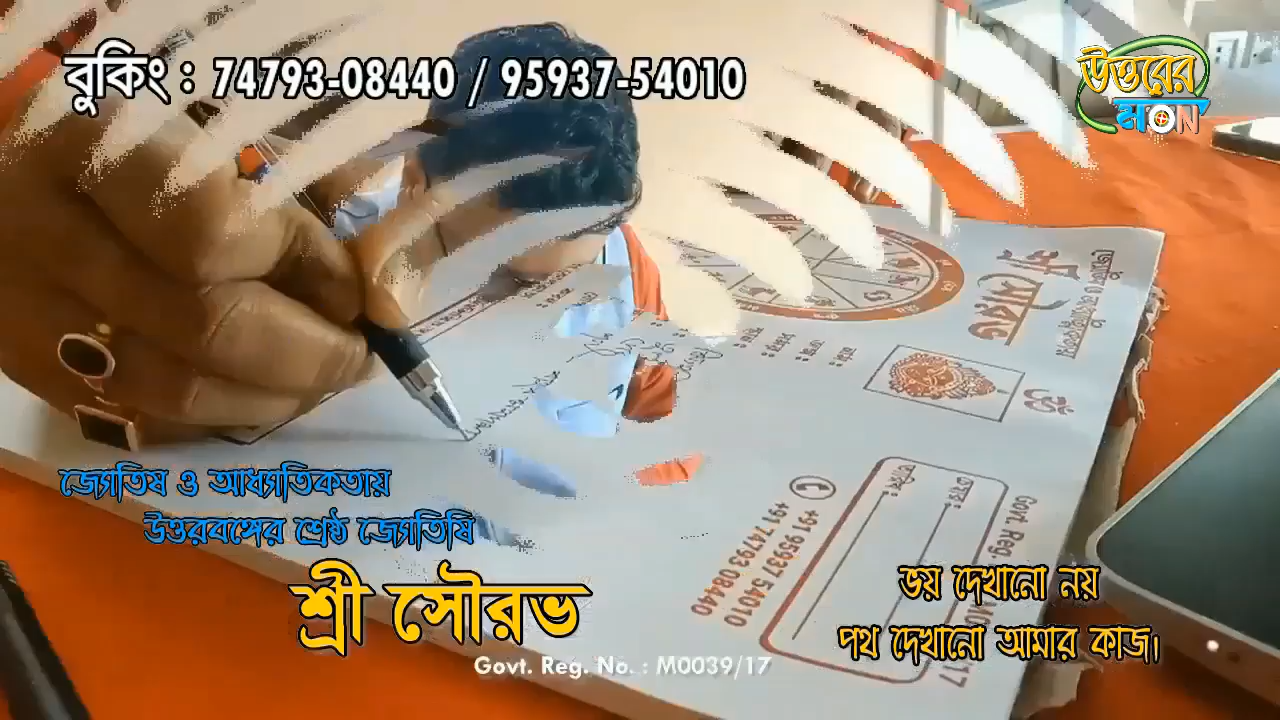 বুকিং : 74793-08440 / 95937-54010
উত্তরের
মON
শ্রী সৌরভ
ॐ
নাম :
+91 95937 54010
+91 74793 08440
তারিখ :
Govt. Reg.
জ্যোতিষ ও আধ্যাতিকতায়
উত্তরবঙ্গের শ্রেষ্ঠ জ্যোতিষি
শ্রী সৌরভ
Govt. Reg. No. : M0039/17
ভয় দেখানো নয়
পথ দেখানো আমার কাজ।